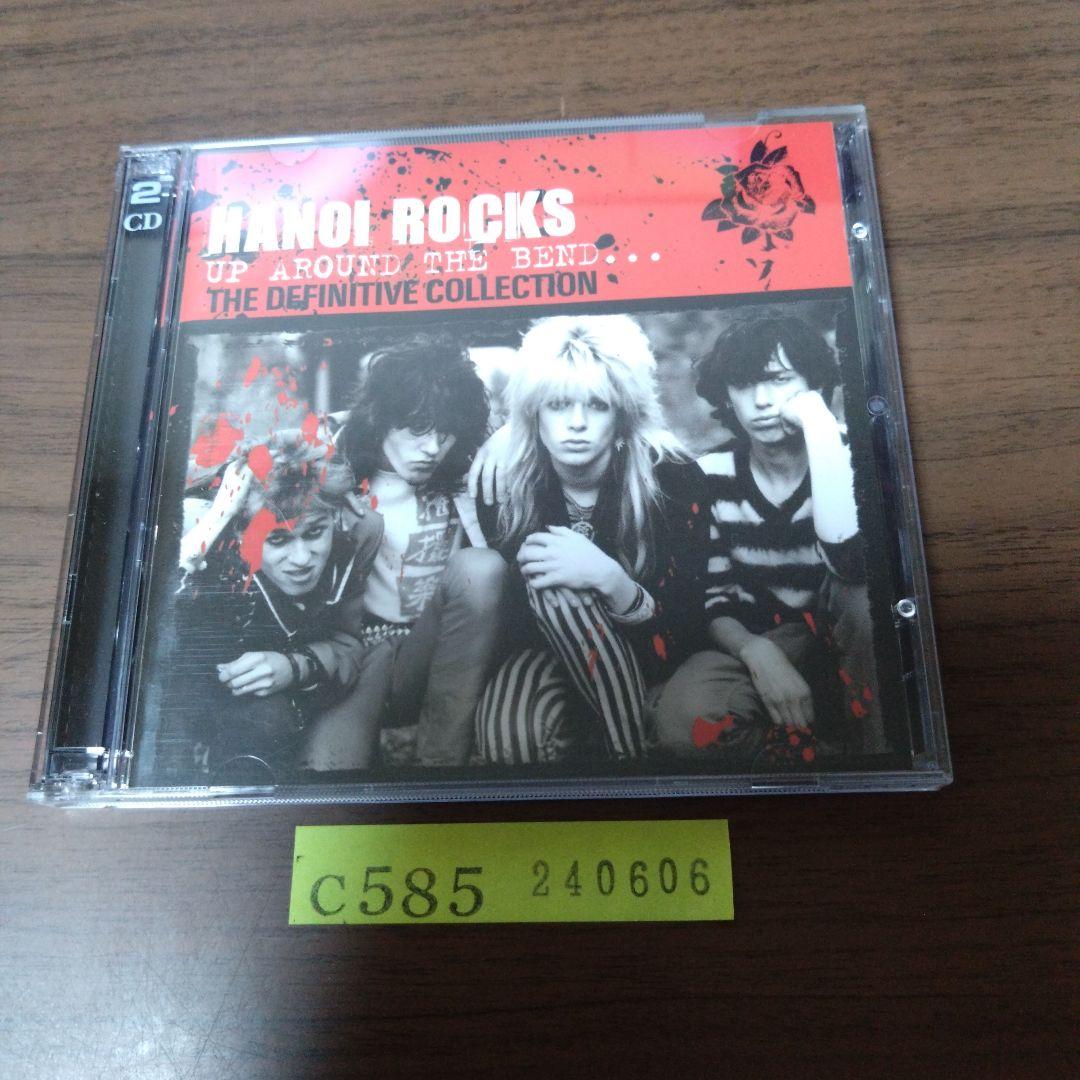 2
CD
HANOI ROCKS
UP AROUND THE BEND...
THE DEFINITIVE COLLECTION
C585 240606